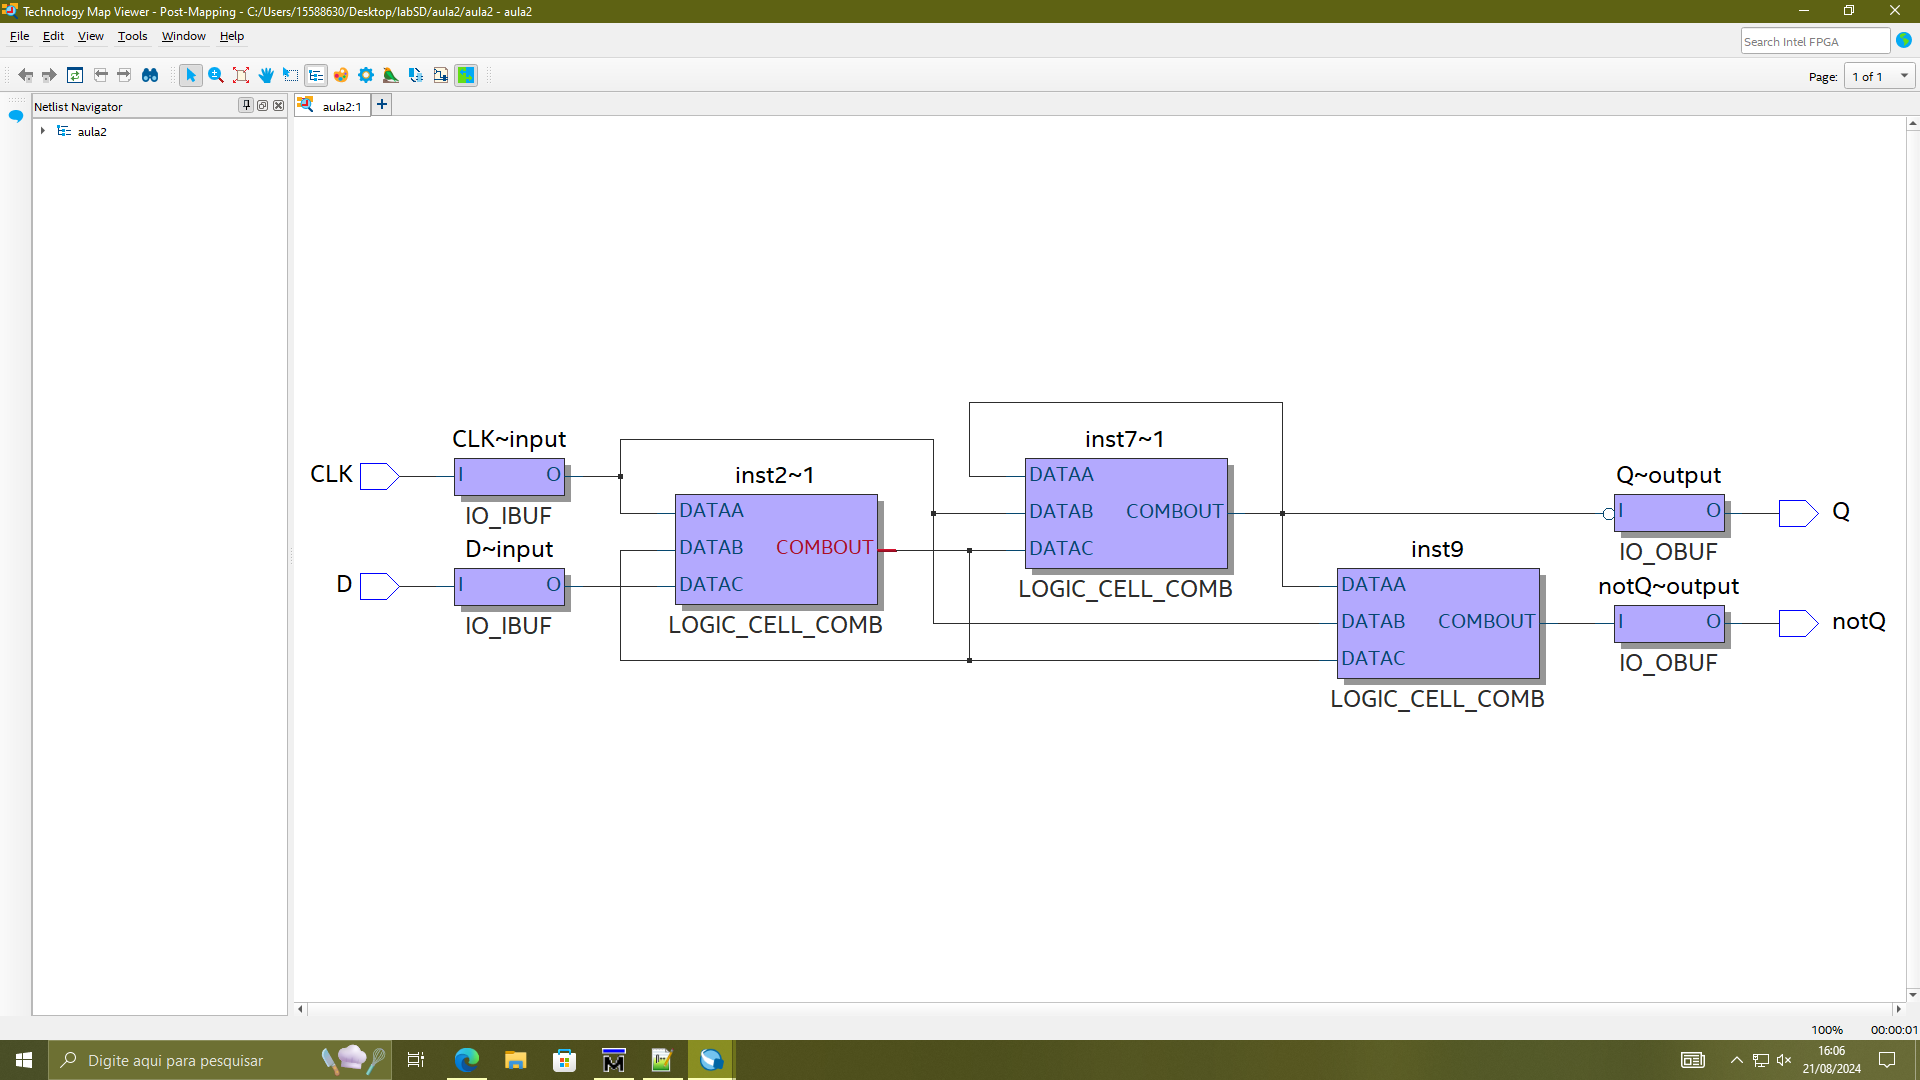 Technology Map Viewer - Post-Mapping - C:/Users/15588630/Desktop/labSD/aula2/aula2 - aula2
File Edit View Tools Window Help
Search Intel FPGA
Page: 1 of 1
Netlist Navigator
aula2:1
aula2
CLK~input
CLK
I O
IO_IBUF
D~input
D
I O
IO_IBUF
inst2~1
DATAA
DATAB COMBOUT
DATAC
LOGIC_CELL_COMB
inst7~1
DATAA
DATAB COMBOUT
DATAC
LOGIC_CELL_COMB
inst9
DATAA
DATAB COMBOUT
DATAC
LOGIC_CELL_COMB
Q~output
I O
Q
IO_OBUF
notQ~output
I O
notQ
IO_OBUF
100% 00:00:01
Digite aqui para pesquisar
16:06
21/08/2024